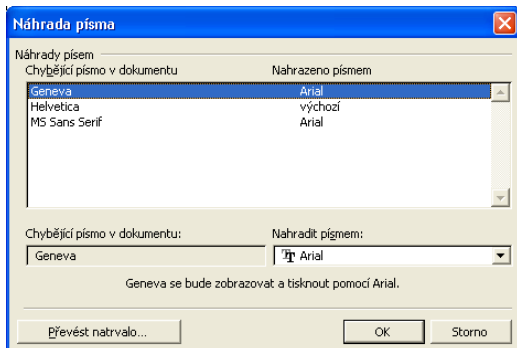 Náhrada písma
Náhrady písem
Chybějící písmo v dokumentu Nahrazeno písmem
Geneva Arial
Helvetica výchozí
MS Sans Serif Arial
Chybějící písmo v dokumentu: Nahradit písmem:
Geneva Arial
Geneva se bude zobrazovat a tisknout pomocí Arial.
Převést natrvalo... OK Storno